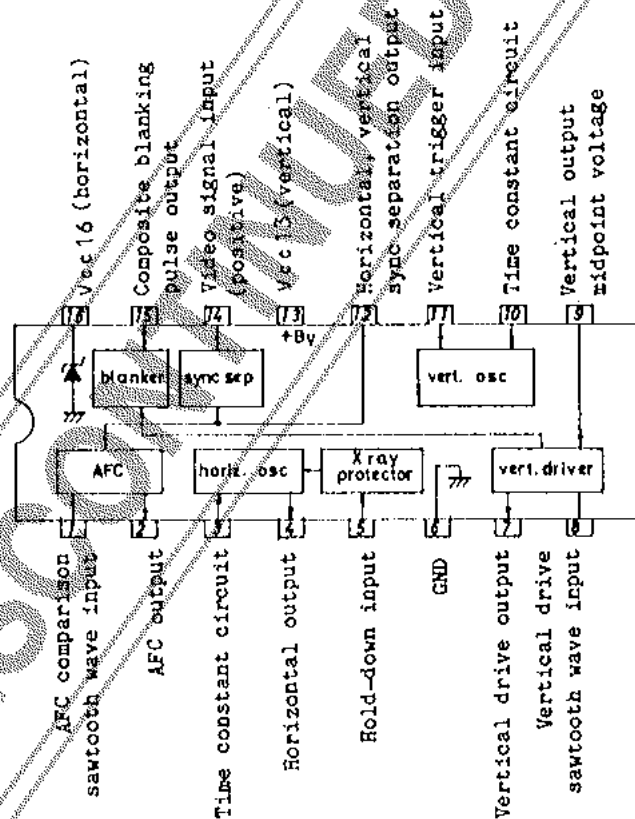 Vcc16 (horizontal)
Composite blanking
pulse output
Video signal input
(positive)
Vcc13 (vertical)
Horizontal, vertical
sync separation output
Vertical trigger input
Time constant circuit
Vertical output
midpoint voltage
16
15
14
13
12
11
10
9
+Bv
blanker
sync sep
vert. osc
AFC
horiz. osc
X ray
protector
vert. driver
1
2
3
4
5
6
7
8
AFC comparison
sawtooth wave input
AFC output
Time constant circuit
Horizontal output
Hold-down input
GND
Vertical drive output
Vertical drive
sawtooth wave input